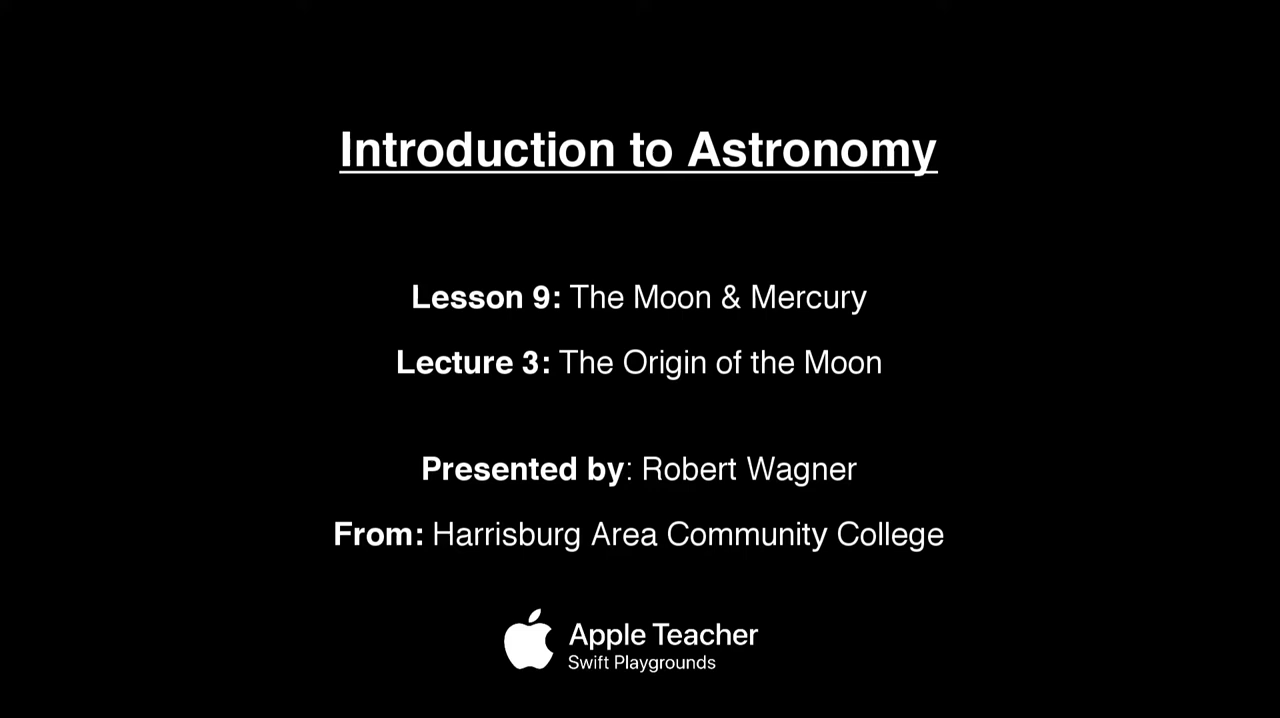 Introduction to Astronomy
Lesson 9: The Moon & Mercury
Lecture 3: The Origin of the Moon
Presented by: Robert Wagner
From: Harrisburg Area Community College
Apple Teacher
Swift Playgrounds